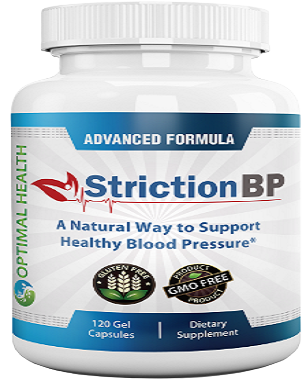 ADVANCED FORMULA
StrictionBP
A Natural Way to Support
Healthy Blood Pressure*
OPTIMAL HEALTH
GLUTEN FREE
PRODUCT
GMO FREE
PRODUCT
120 Gel
Capsules
Dietary
Supplement